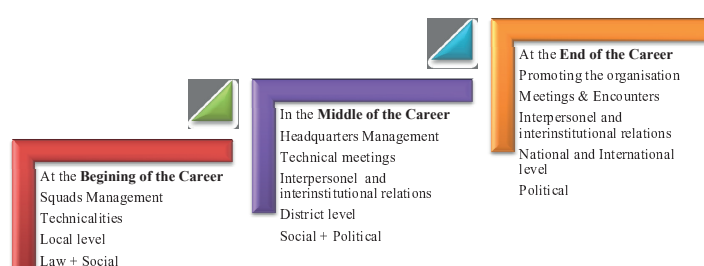 At the Begining of the Career
Squads Management
Technicalities
Local level
Law + Social
In the Middle of the Career
Headquarters Management
Technical meetings
Interpersonel and
interinstitutional relations
District level
Social + Political
At the End of the Career
Promoting the organisation
Meetings & Encounters
Interpersonel and
interinstitutional relations
National and International
level
Political